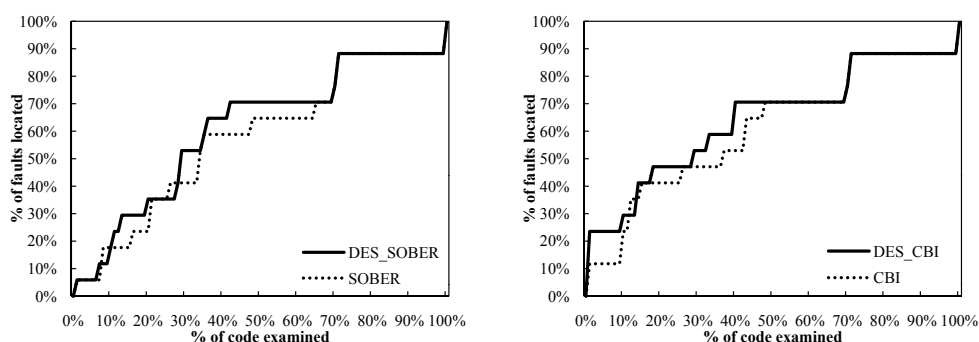 100%
90%
80%
70%
60%
50%
40%
30%
20%
10%
0%
% of faults located
DES_SOBER
SOBER
0% 10% 20% 30% 40% 50% 60% 70% 80% 90% 100%
% of code examined
100%
90%
80%
70%
60%
50%
40%
30%
20%
10%
0%
% of faults located
DES_CBI
CBI
0% 10% 20% 30% 40% 50% 60% 70% 80% 90% 100%
% of code examined